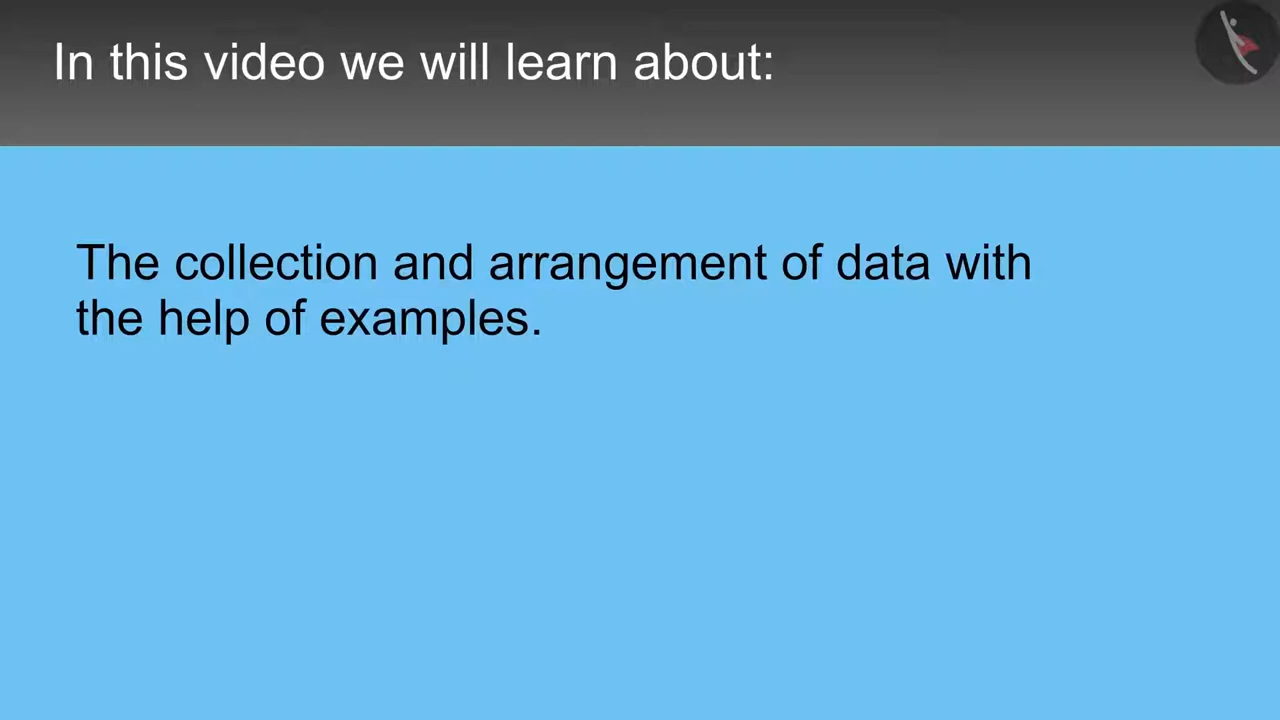 In this video we will learn about:
The collection and arrangement of data with
the help of examples.